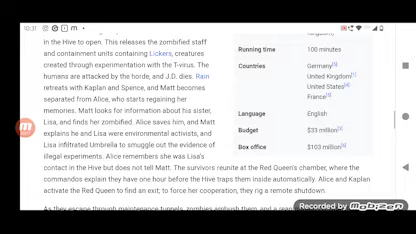 10:31
in the Hive to open. This releases the zombified staff
and containment units containing Lickers, creatures
created through experimentation with the T-virus. The
humans are attacked by the horde, and J.D. dies. Rain
retreats with Kaplan and Spence, and Matt becomes
separated from Alice, who starts regaining her
memories. Matt looks for information about his sister,
Lisa, and finds her zombified. Alice saves him, and Matt
explains he and Lisa were environmental activists, and
Lisa infiltrated Umbrella to smuggle out the evidence of
illegal experiments. Alice remembers she was Lisa's
contact in the Hive but does not tell Matt. The survivors reunite at the Red Queen's chamber, where
the commandos explain they have one hour before the Hive traps them inside automatically. Alice and Kaplan
activate the Red Queen to find an exit; to force her cooperation, they rig a remote shutdown.
As they escape through maintenance tunnels, zombies ambush them, and a
Running time 100 minutes
Countries Germany
United Kingdom
United States
France
Language English
Budget $33 million
Box office $103 million
Recorded by Mobizen